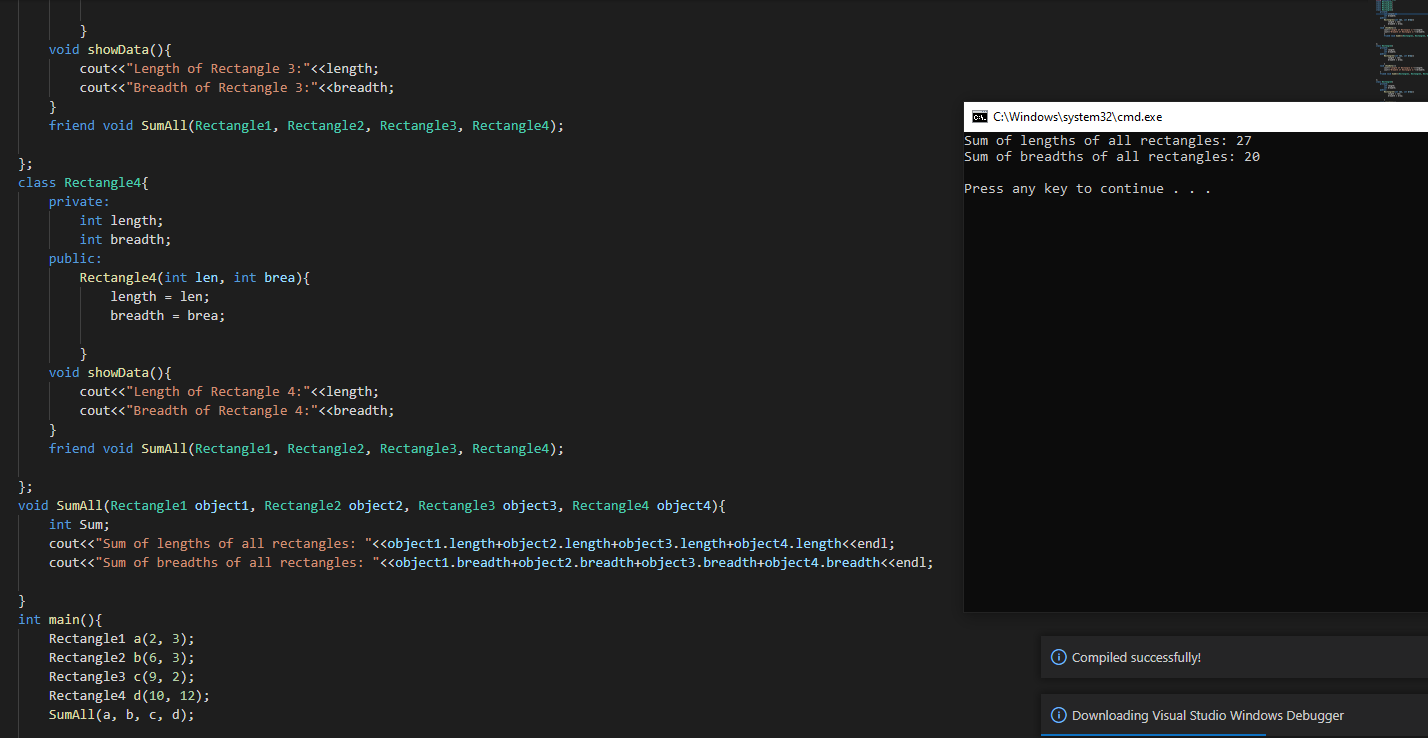 }
void showData(){
cout<<"Length of Rectangle 3:"<<length;
cout<<"Breadth of Rectangle 3:"<<breadth;
}
friend void SumAll(Rectangle1, Rectangle2, Rectangle3, Rectangle4);
};
class Rectangle4{
private:
int length;
int breadth;
public:
Rectangle4(int len, int brea){
length = len;
breadth = brea;
}
void showData(){
cout<<"Length of Rectangle 4:"<<length;
cout<<"Breadth of Rectangle 4:"<<breadth;
}
friend void SumAll(Rectangle1, Rectangle2, Rectangle3, Rectangle4);
};
void SumAll(Rectangle1 object1, Rectangle2 object2, Rectangle3 object3, Rectangle4 object4){
int Sum;
cout<<"Sum of lengths of all rectangles: "<<object1.length+object2.length+object3.length+object4.length<<endl;
cout<<"Sum of breadths of all rectangles: "<<object1.breadth+object2.breadth+object3.breadth+object4.breadth<<endl;
}
int main(){
Rectangle1 a(2, 3);
Rectangle2 b(6, 3);
Rectangle3 c(9, 2);
Rectangle4 d(10, 12);
SumAll(a, b, c, d);
C:\Windows\system32\cmd.exe
Sum of lengths of all rectangles: 27
Sum of breadths of all rectangles: 20
Press any key to continue . . .
Compiled successfully!
Downloading Visual Studio Windows Debugger